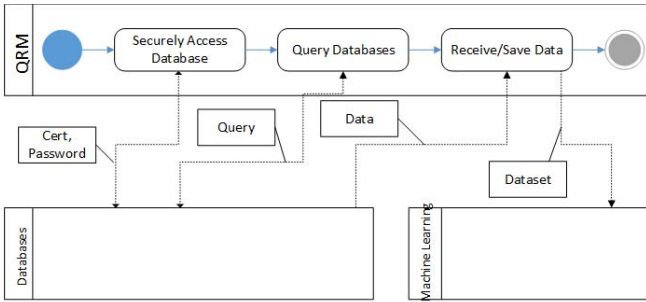 QRM
Securely Access
Database
Query Databases
Receive/Save Data
Cert,
Password
Query
Data
Dataset
Databases
Machine Learning